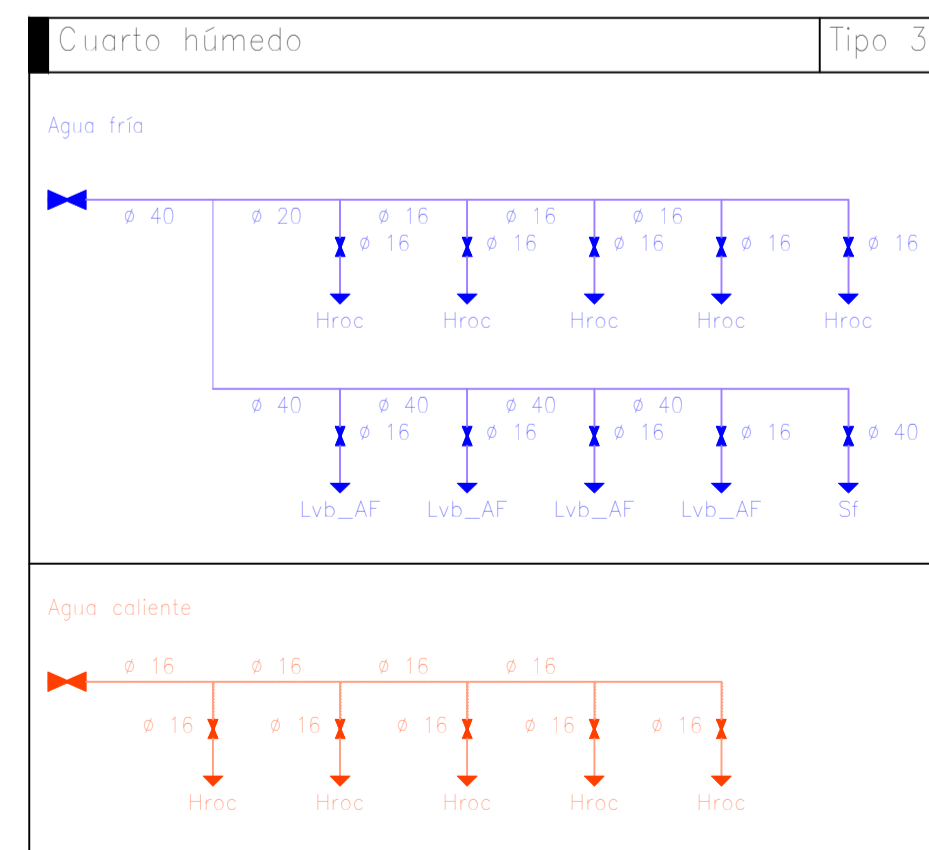 Cuarto húmedo Tipo 3
Agua fría
ø 40 ø 20 ø 16 ø 16 ø 16
ø 16 ø 16 ø 16 ø 16 ø 16
Hroc Hroc Hroc Hroc Hroc
ø 40 ø 40 ø 40 ø 40
ø 16 ø 16 ø 16 ø 16 ø 40
Lvb_AF Lvb_AF Lvb_AF Lvb_AF Sf
Agua caliente
ø 16 ø 16 ø 16 ø 16
ø 16 ø 16 ø 16 ø 16 ø 16
Hroc Hroc Hroc Hroc Hroc